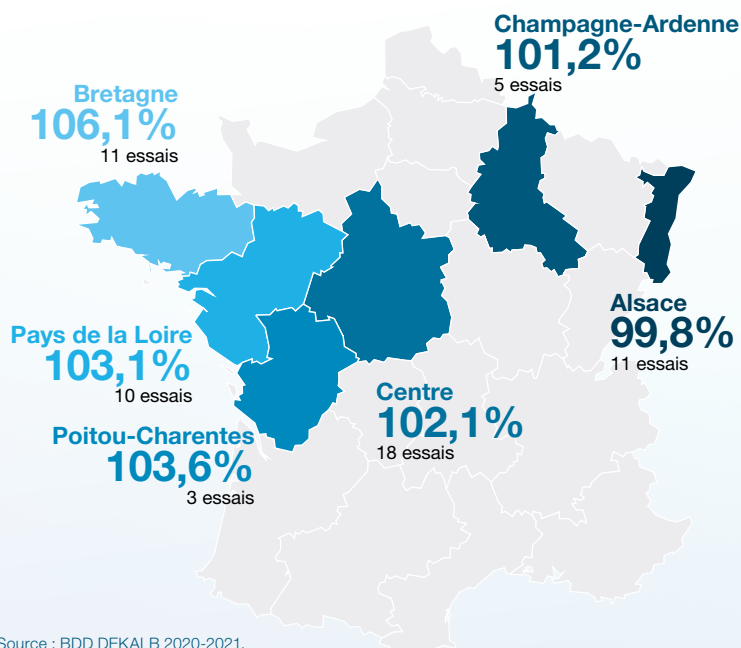 Champagne-Ardenne
101,2%
5 essais
Bretagne
106,1%
11 essais
Alsace
99,8%
11 essais
Pays de la Loire
103,1%
10 essais
Centre
102,1%
18 essais
Poitou-Charentes
103,6%
3 essais
Source : BDD DEKALB 2020-2021.